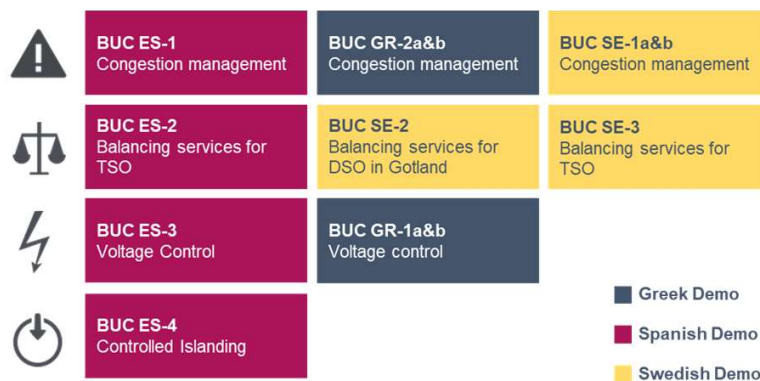 BUC ES-1
Congestion management
BUC GR-2a&b
Congestion management
BUC SE-1a&b
Congestion management
BUC ES-2
Balancing services for
TSO
BUC SE-2
Balancing services for
DSO in Gotland
BUC SE-3
Balancing services for
TSO
BUC ES-3
Voltage Control
BUC GR-1a&b
Voltage control
BUC ES-4
Controlled Islanding
Greek Demo
Spanish Demo
Swedish Demo